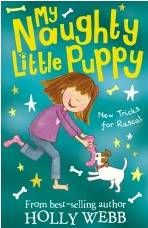 My
Naughty
Little Puppy
New Tricks
for Rascal
From best-selling author
HOLLY WEBB